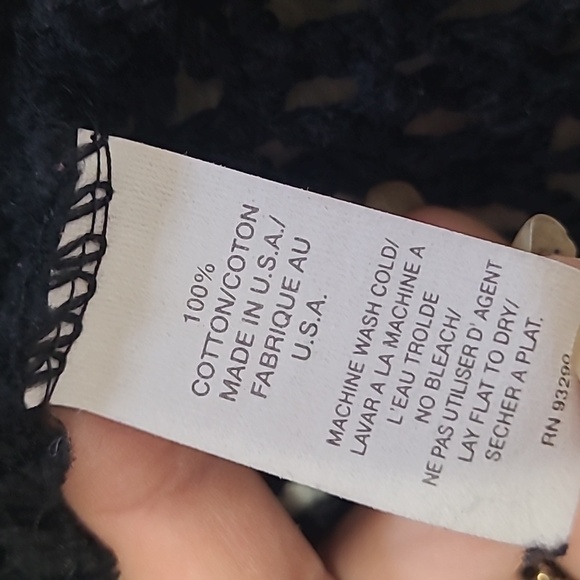 100%
COTTON/COTON
MADE IN U.S.A./
FABRIQUE AU
U.S.A.
MACHINE WASH COLD/
LAVAR A LA MACHINE A
L'EAU TROLDE
NO BLEACH/
NE PAS UTILISER D' AGENT
LAY FLAT TO DRY/
SECHER A PLAT.
RN